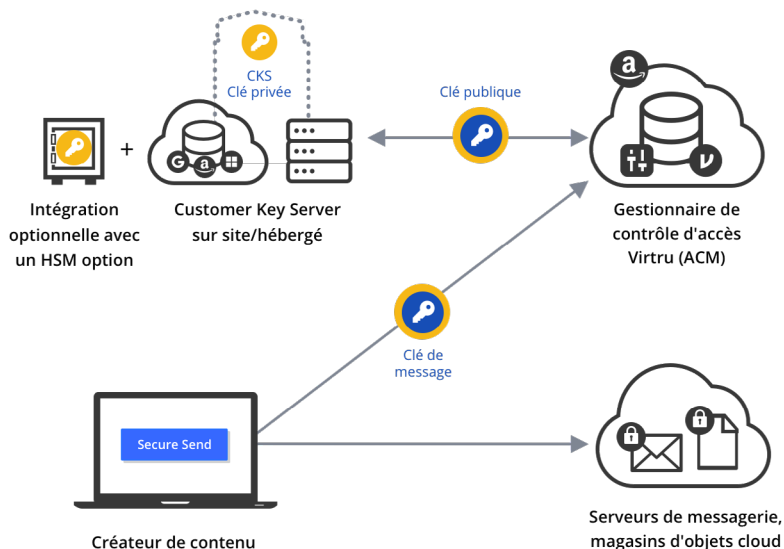 CKS
Clé privée
Clé publique
+
Intégration
optionnelle avec
un HSM option
Customer Key Server
sur site/hébergé
Gestionnaire de
contrôle d'accès
Virtru (ACM)
Clé de
message
Secure Send
Créateur de contenu
Serveurs de messagerie,
magasins d'objets cloud